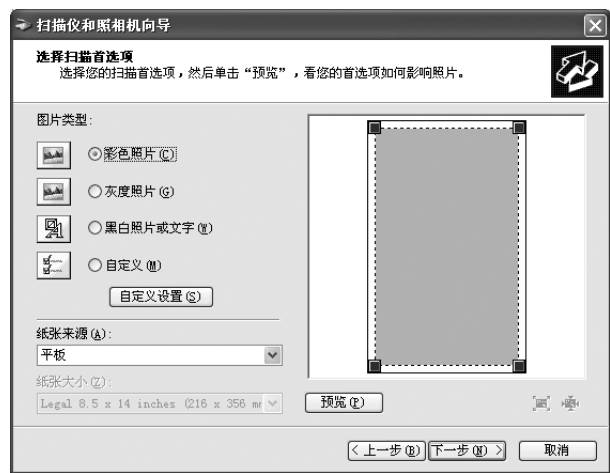 扫描仪和照相机向导
选择扫描首选项
选择您的扫描首选项，然后单击“预览”，看您的首选项如何影响照片。
图片类型:
彩色照片(C)
灰度照片(G)
黑白照片或文字(W)
自定义(M)
自定义设置(S)
纸张来源(A):
平板
纸张大小(Z):
Legal 8.5 x 14 inches (216 x 356 m
预览(P)
< 上一步(B)
下一步(N) >
取消